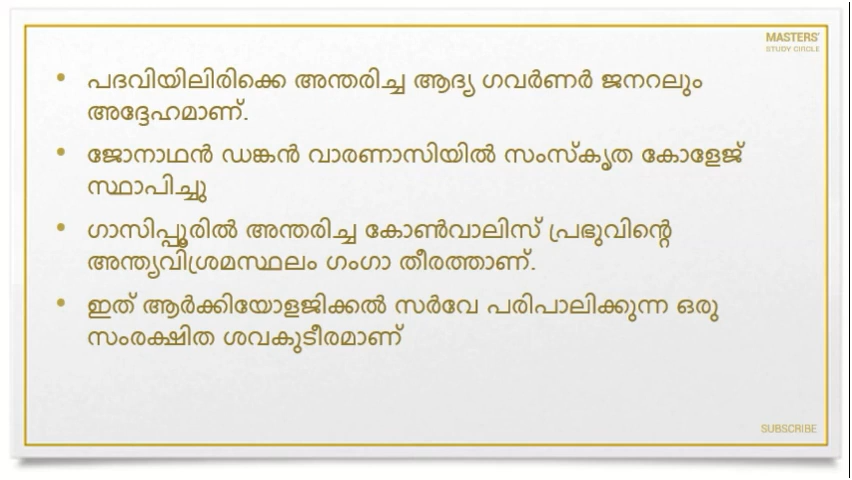 MASTERS'
STUDY CIRCLE
• പദവിയിലിരിക്കെ അന്തരിച്ച ആദ്യ ഗവർണർ ജനറലും
അദ്ദേഹമാണ്.
• ജോനാഥൻ ഡങ്കൻ വാരണാസിയിൽ സംസ്കൃത കോളേജ്
സ്ഥാപിച്ചു
• ഗാസിപ്പൂരിൽ അന്തരിച്ച കോൺവാലിസ് പ്രഭുവിന്റെ
അന്ത്യവിശ്രമസ്ഥലം ഗംഗാ തീരത്താണ്.
• ഇത് ആർക്കിയോളജിക്കൽ സർവേ പരിപാലിക്കുന്ന ഒരു
സംരക്ഷിത ശവകുടീരമാണ്
SUBSCRIBE